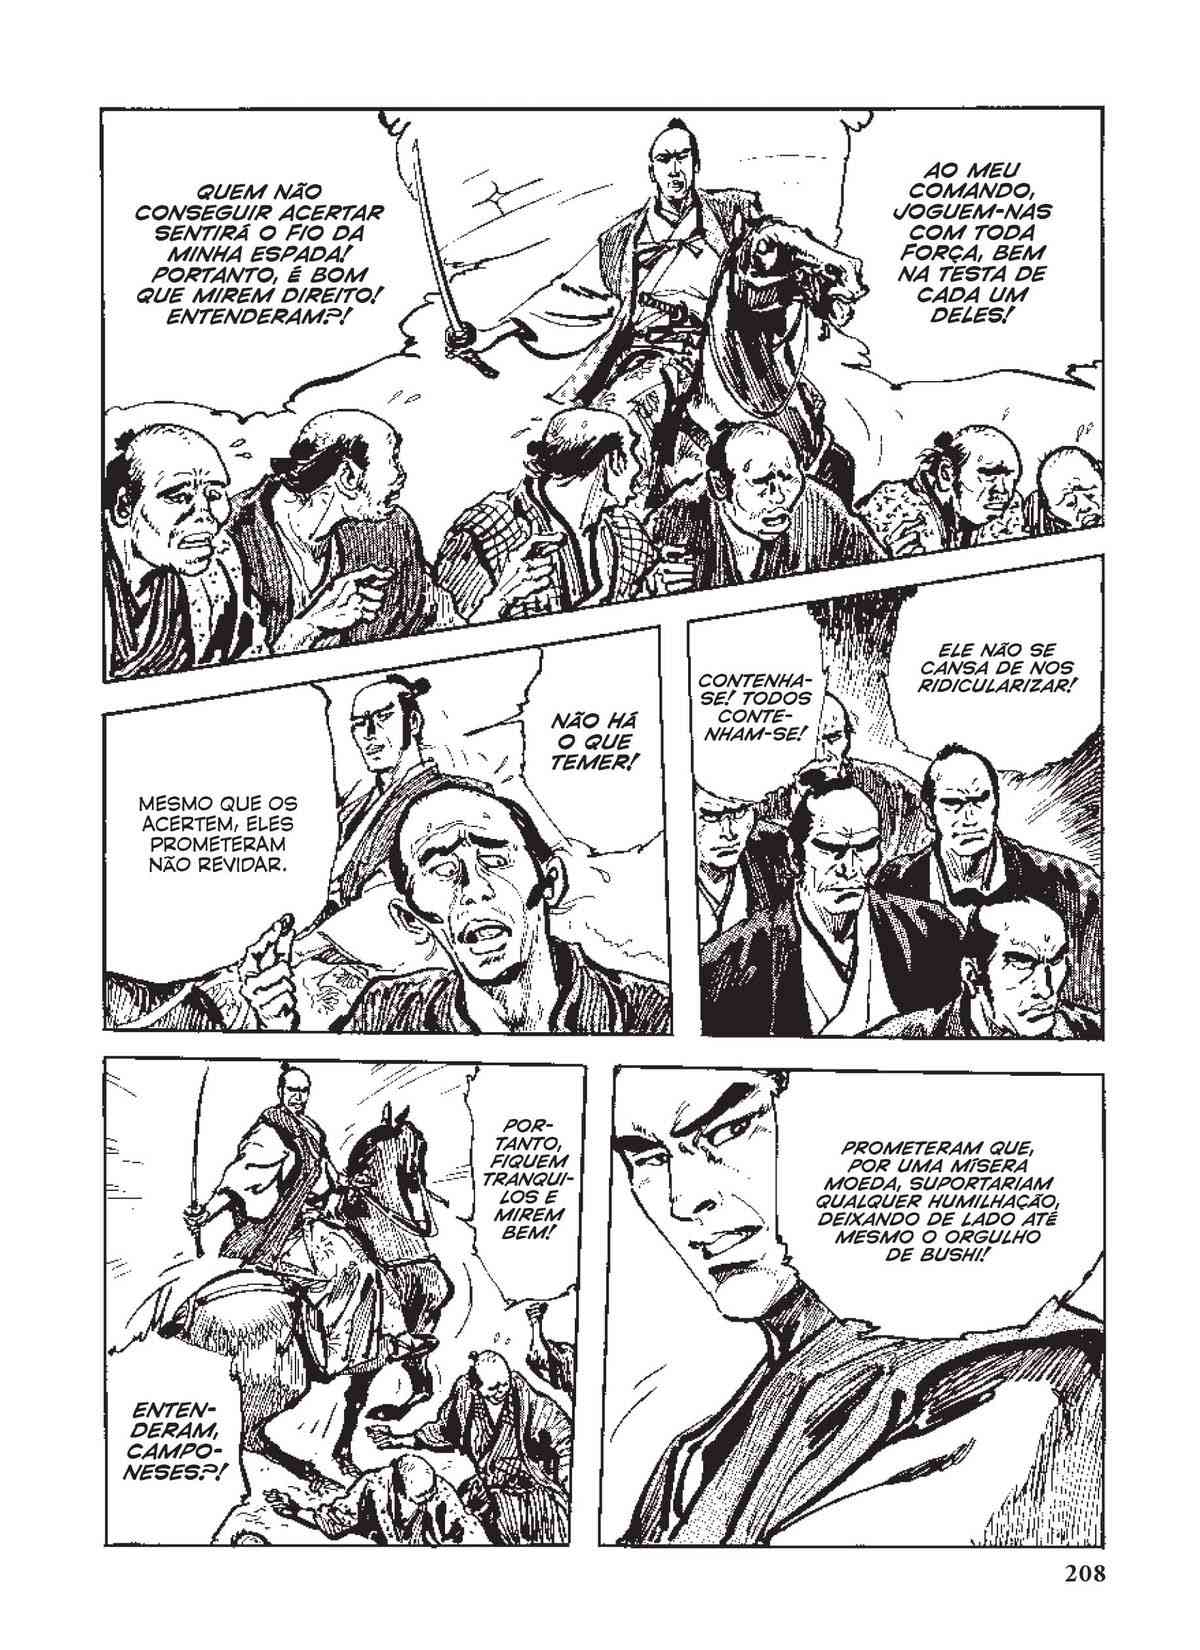 AO MEU
COMANDO,
JOGUEM-NAS
COM TODA
FORÇA, BEM
NA TESTA DE
CADA UM
DELES!
QUEM NÃO
CONSEGUIR ACERTAR
SENTIRÁ O FIO DA
MINHA ESPADA!
PORTANTO, É BOM
QUE MIREM DIREITO!
ENTENDERAM?!
ELE NÃO SE
CANSA DE NOS
RIDICULARIZAR!
CONTENHA-
SE! TODOS
CONTE-
NHAM-SE!
NÃO HÁ
O QUE
TEMER!
MESMO QUE OS
ACERTEM, ELES
PROMETERAM
NÃO REVIDAR.
PROMETERAM QUE,
POR UMA MÍSERA
MOEDA, SUPORTARIAM
QUALQUER HUMILHAÇÃO,
DEIXANDO DE LADO ATÉ
MESMO O ORGULHO
DE BUSHI!
POR-
TANTO,
FIQUEM
TRANQUI-
LOS E
MIREM
BEM!
ENTEN-
DERAM,
CAMPO-
NESES?!
208